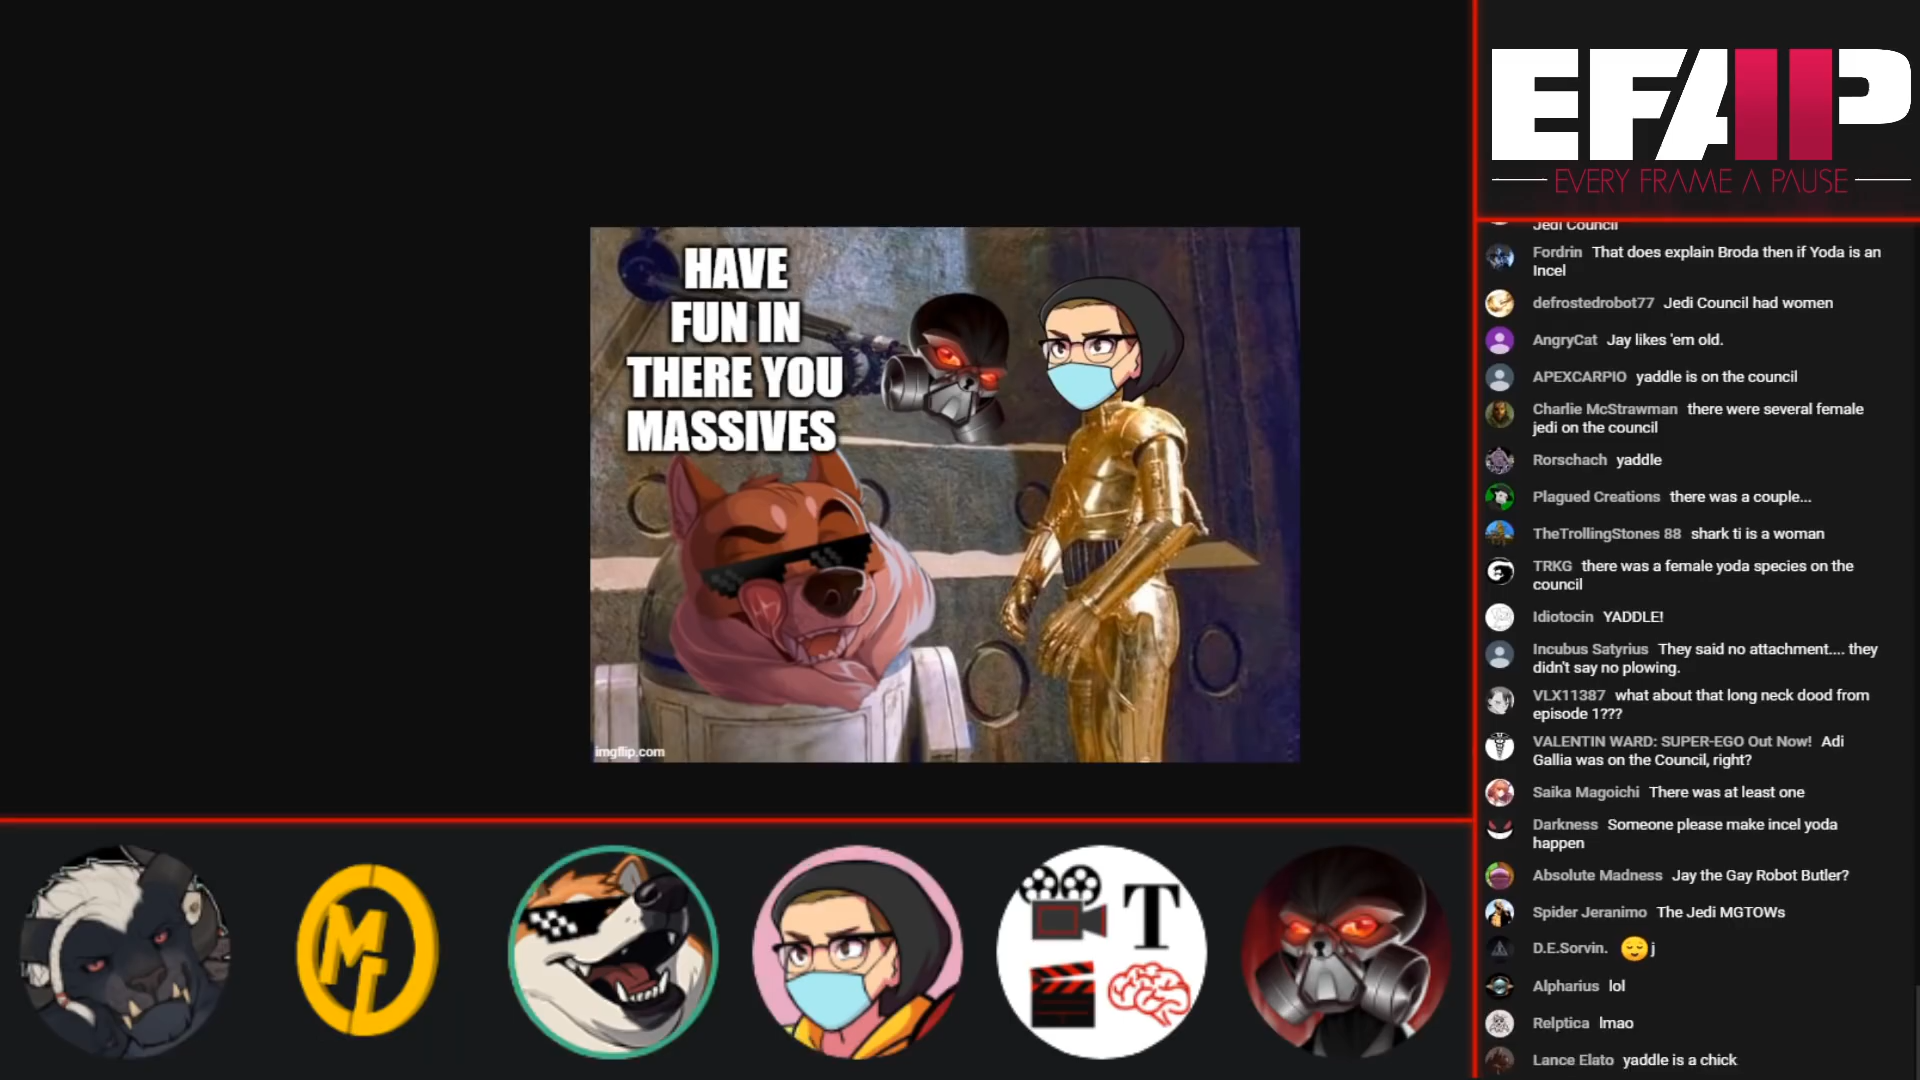 EFAP
EVERY FRAME A PAUSE
HAVE
FUN IN
THERE YOU
MASSIVES
imgflip.com
M
T
Jedi Council
Fordrin That does explain Broda then if Yoda is an
Incel
defrostedrobot77 Jedi Council had women
AngryCat Jay likes 'em old.
APEXCARPIO yaddle is on the council
Charlie McStrawman there were several female
jedi on the council
Rorschach yaddle
Plagued Creations there was a couple...
TheTrollingStones 88 shark ti is a woman
TRKG there was a female yoda species on the
council
Idiotocin YADDLE!
Incubus Satyrius They said no attachment.... they
didn't say no plowing.
VLX11387 what about that long neck dood from
episode 1???
VALENTIN WARD: SUPER-EGO Out Now! Adi
Gallia was on the Council, right?
Saika Magoichi There was at least one
Darkness Someone please make incel yoda
happen
Absolute Madness Jay the Gay Robot Butler?
Spider Jeranimo The Jedi MGTOWs
D.E.Sorvin. 😌 j
Alpharius lol
Relptica lmao
Lance Elato yaddle is a chick